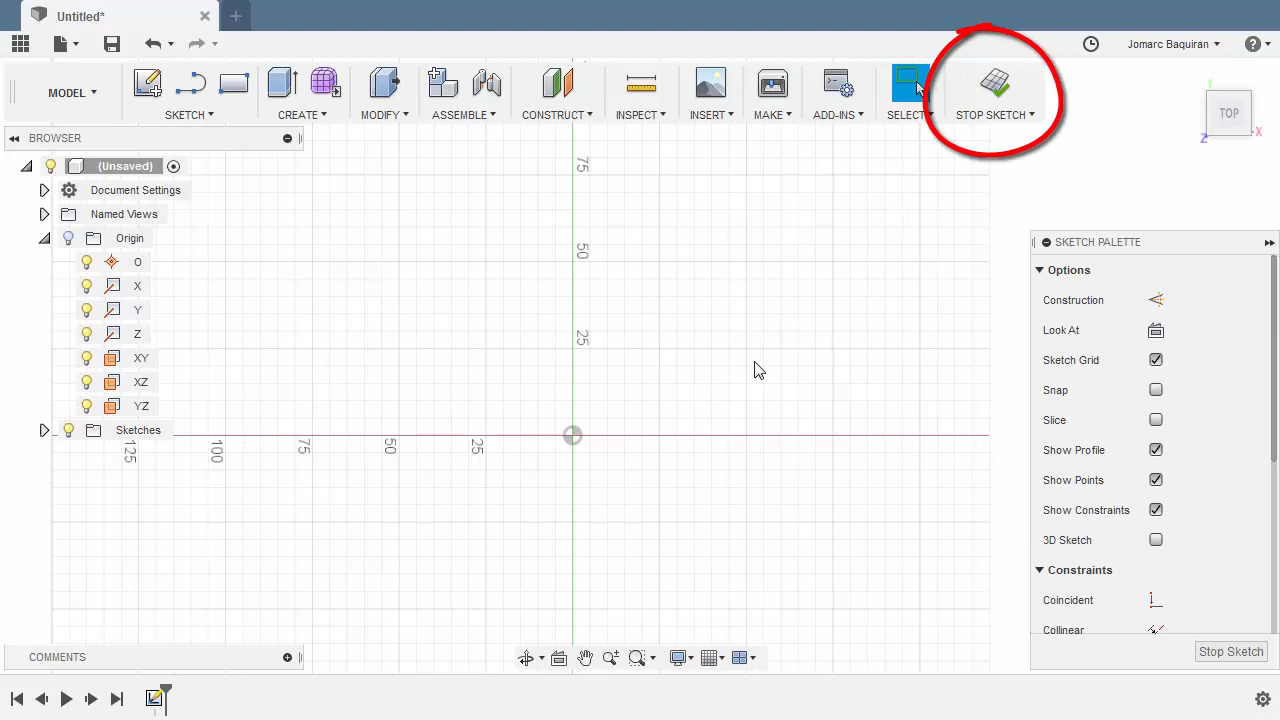 Untitled*
Jomarc Baquiran
MODEL
SKETCH
CREATE
MODIFY
ASSEMBLE
CONSTRUCT
INSPECT
INSERT
MAKE
ADD-INS
SELECT
STOP SKETCH
TOP
Y
X
Z
BROWSER
(Unsaved)
Document Settings
Named Views
Origin
O
X
Y
Z
XY
XZ
YZ
Sketches
75
50
25
125
100
75
50
25
SKETCH PALETTE
Options
Construction
Look At
Sketch Grid
Snap
Slice
Show Profile
Show Points
Show Constraints
3D Sketch
Constraints
Coincident
Collinear
Stop Sketch
COMMENTS